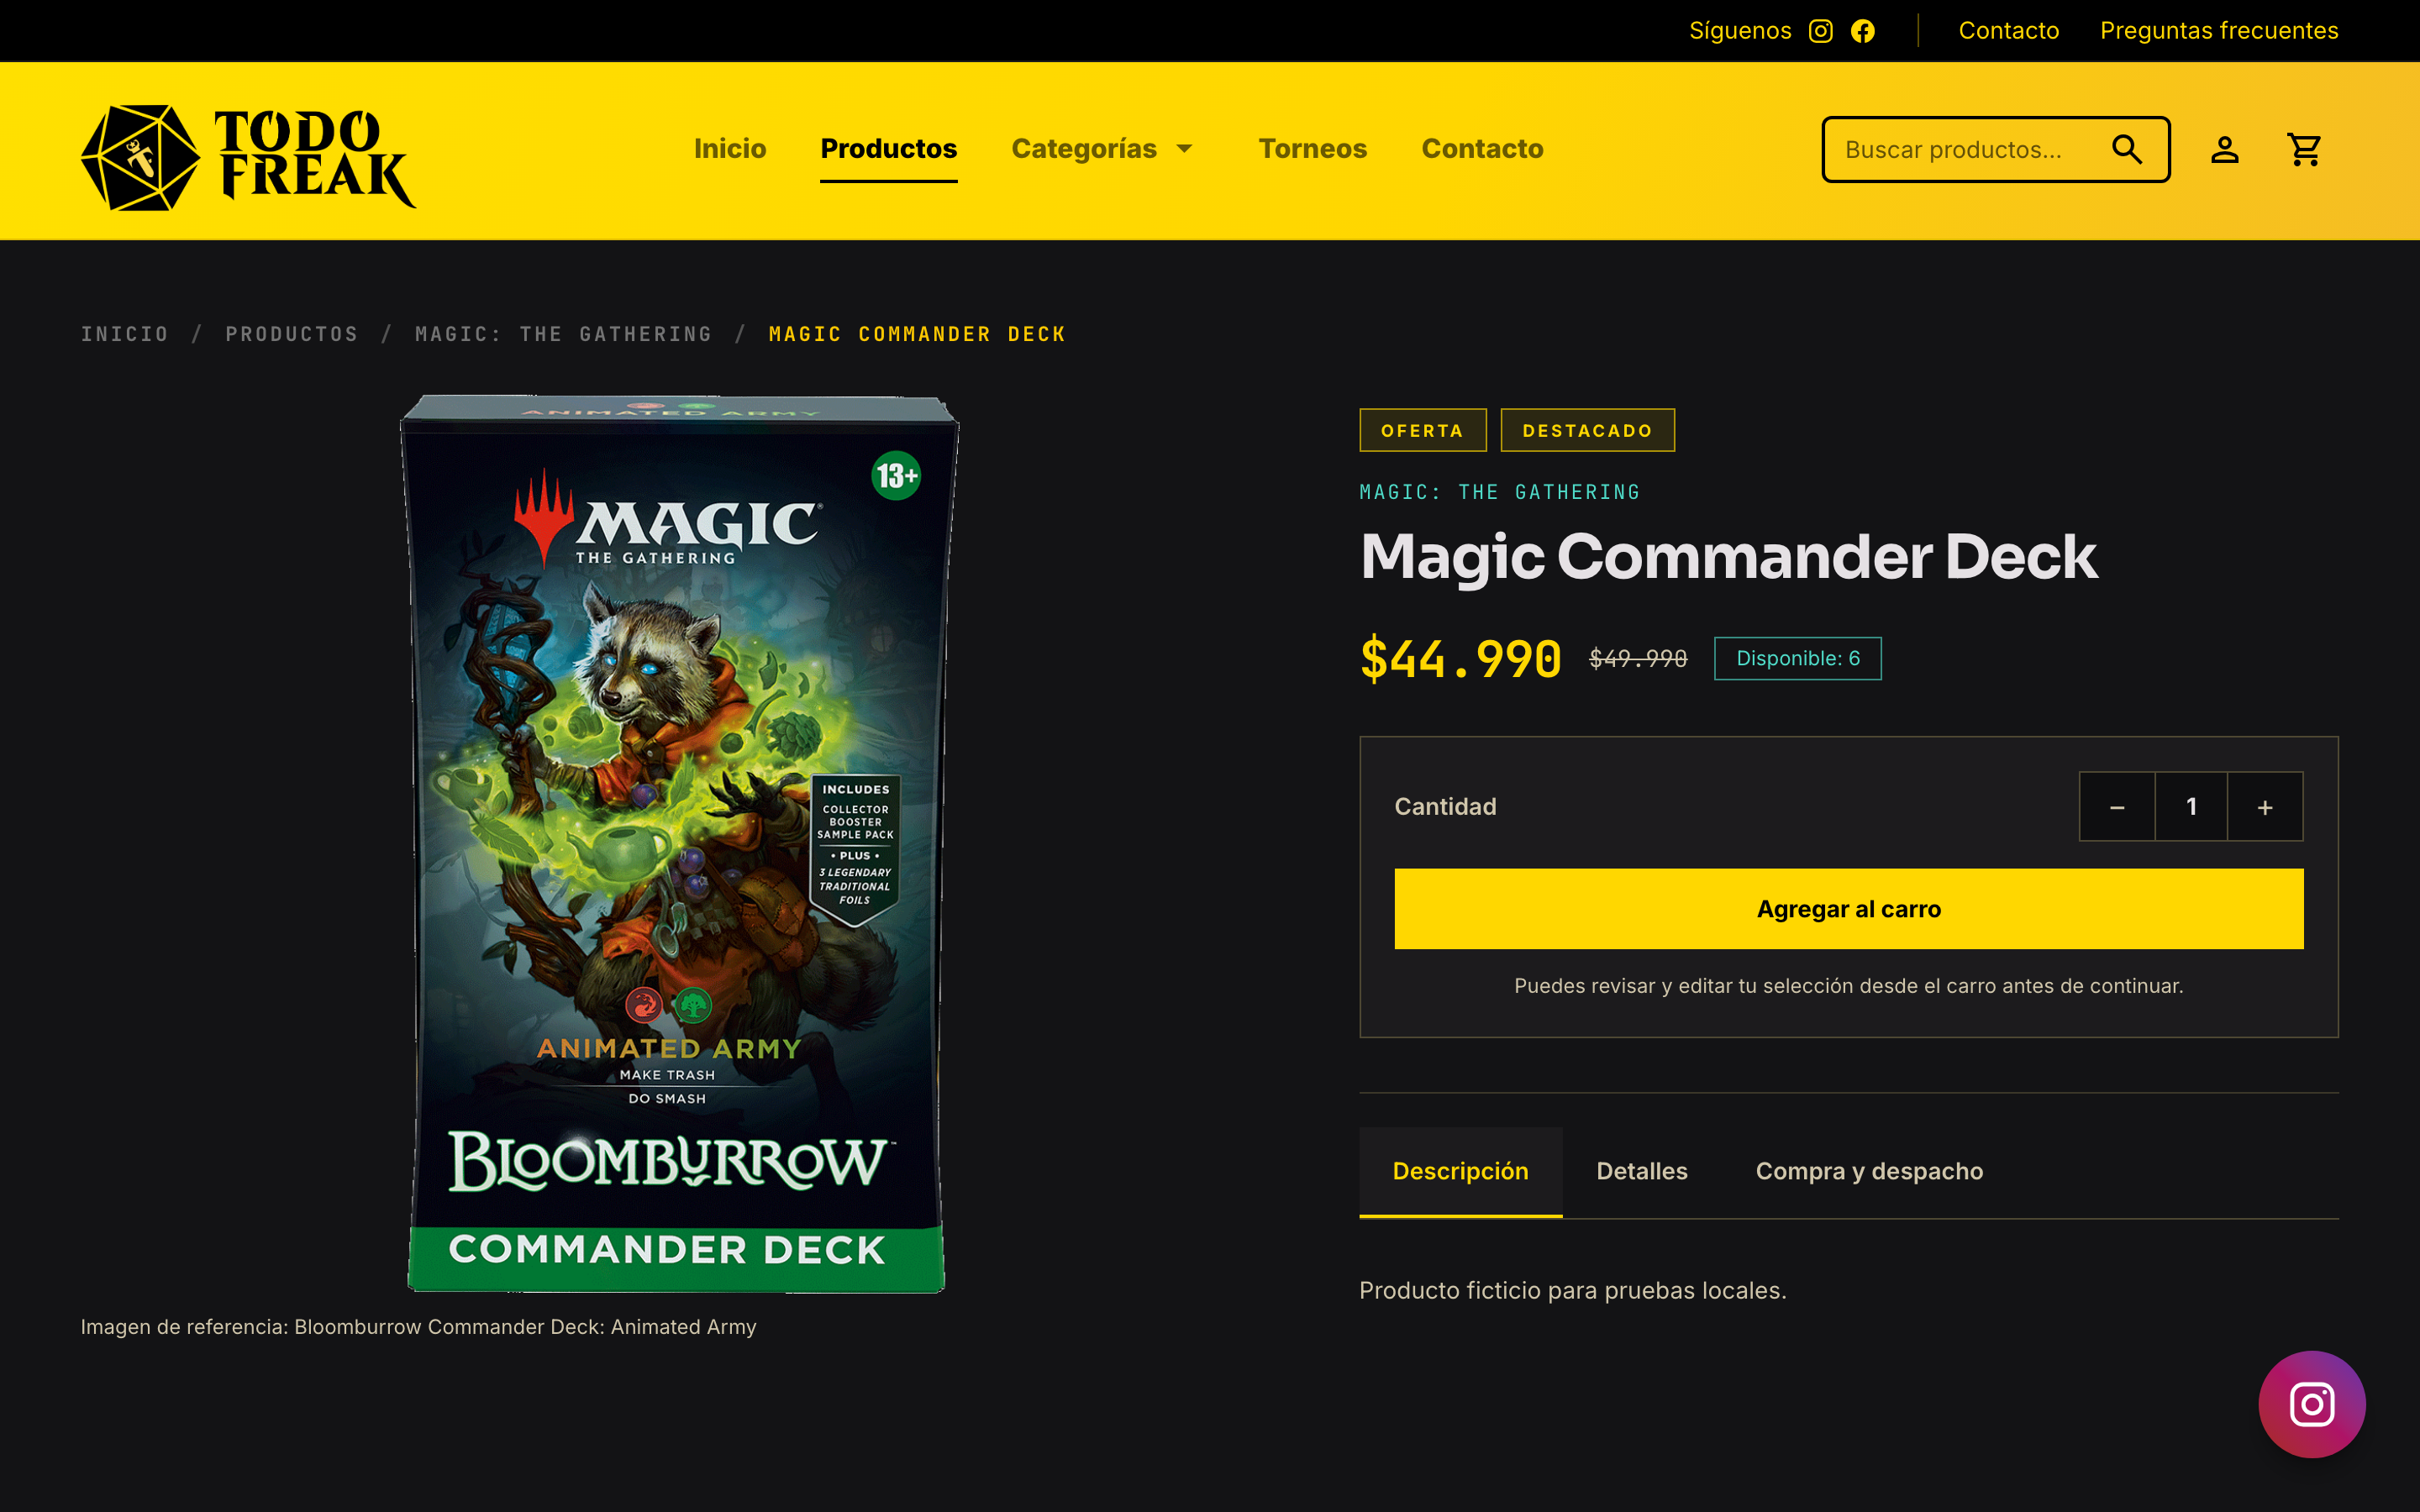 Síguenos
Contacto
Preguntas frecuentes
TODO
FREAK
Inicio
Productos
Categorías
Torneos
Contacto
Buscar productos...
INICIO / PRODUCTOS / MAGIC: THE GATHERING / MAGIC COMMANDER DECK
ANIMATED ARMY
13+
MAGIC
THE GATHERING
INCLUDES
COLLECTOR
BOOSTER
SAMPLE PACK
• PLUS •
3 LEGENDARY
TRADITIONAL
FOILS
ANIMATED ARMY
MAKE TRASH
DO SMASH
BLOOMBURROW™
COMMANDER DECK
Imagen de referencia: Bloomburrow Commander Deck: Animated Army
OFERTA
DESTACADO
MAGIC: THE GATHERING
Magic Commander Deck
$44.990 $49.990 Disponible: 6
Cantidad
− 1 +
Agregar al carro
Puedes revisar y editar tu selección desde el carro antes de continuar.
Descripción
Detalles
Compra y despacho
Producto ficticio para pruebas locales.